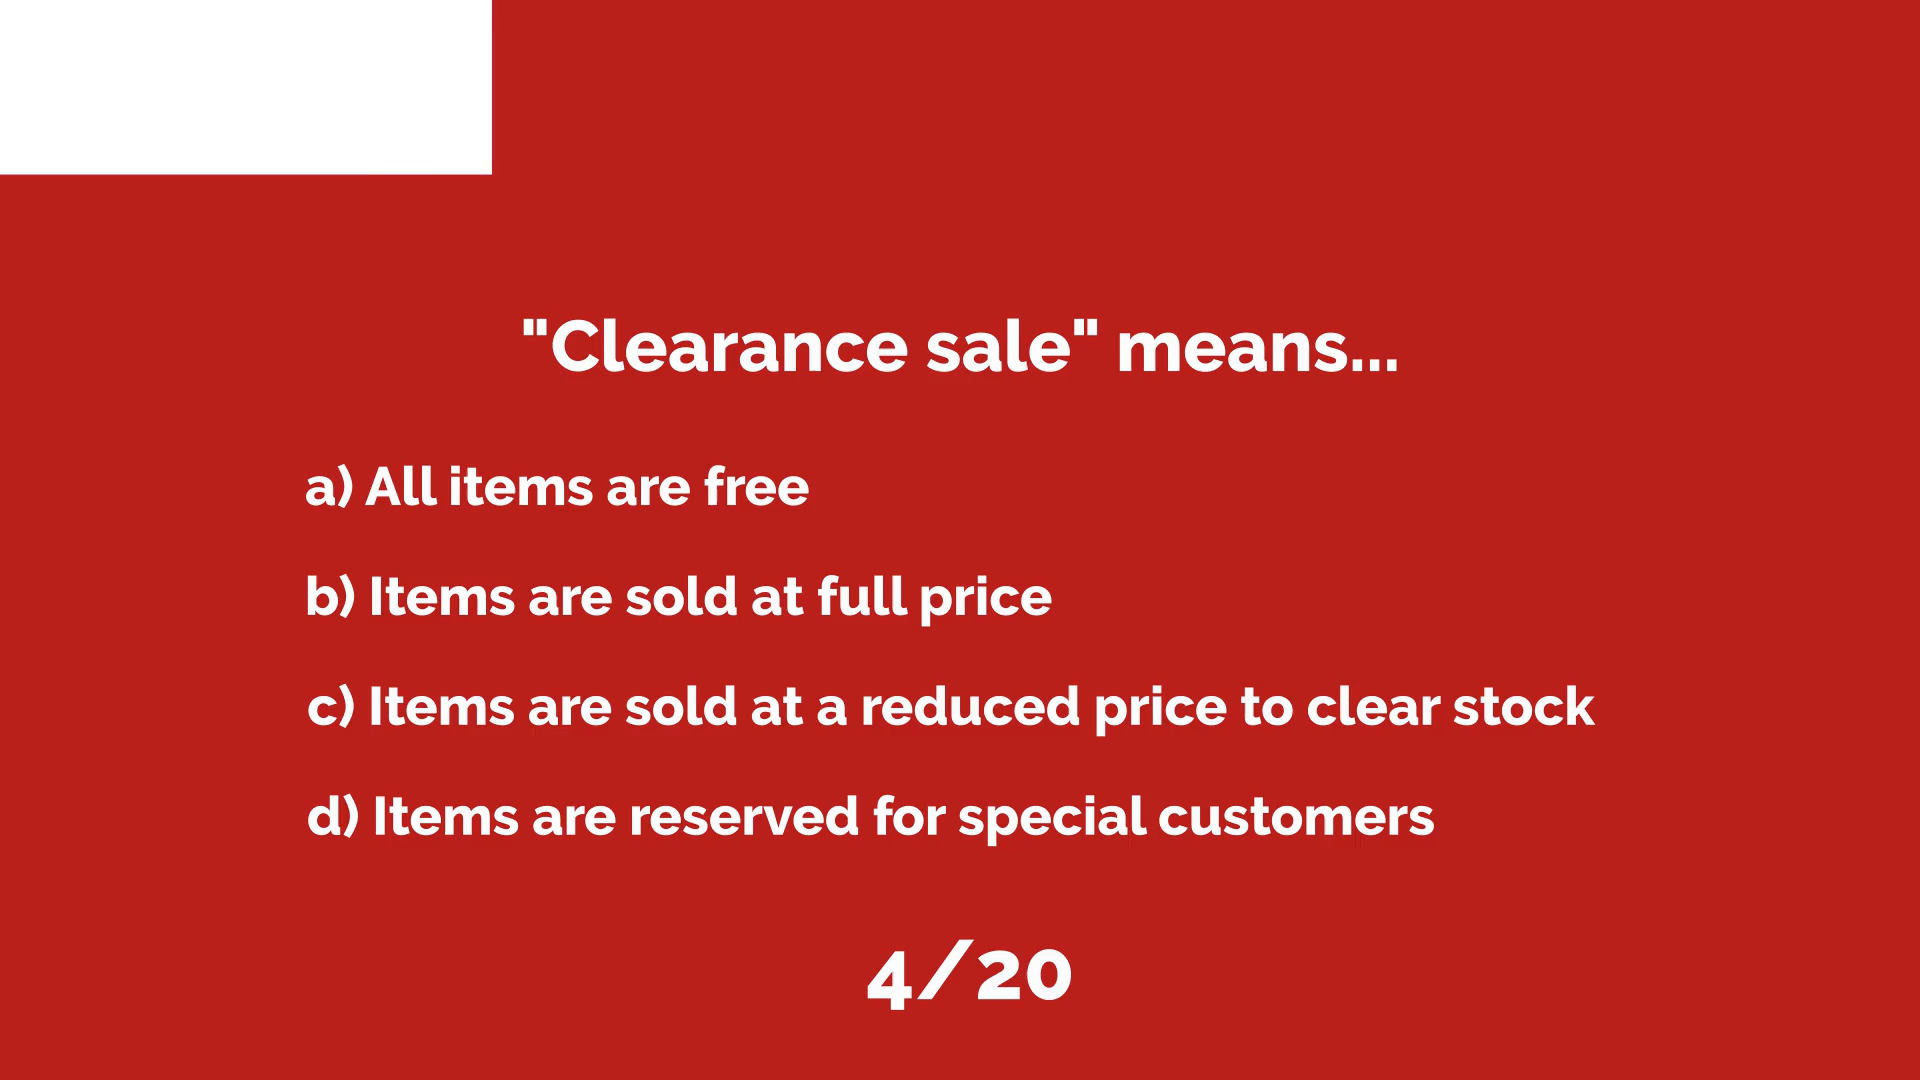 "Clearance sale" means...
a) All items are free
b) Items are sold at full price
c) Items are sold at a reduced price to clear stock
d) Items are reserved for special customers
4/20